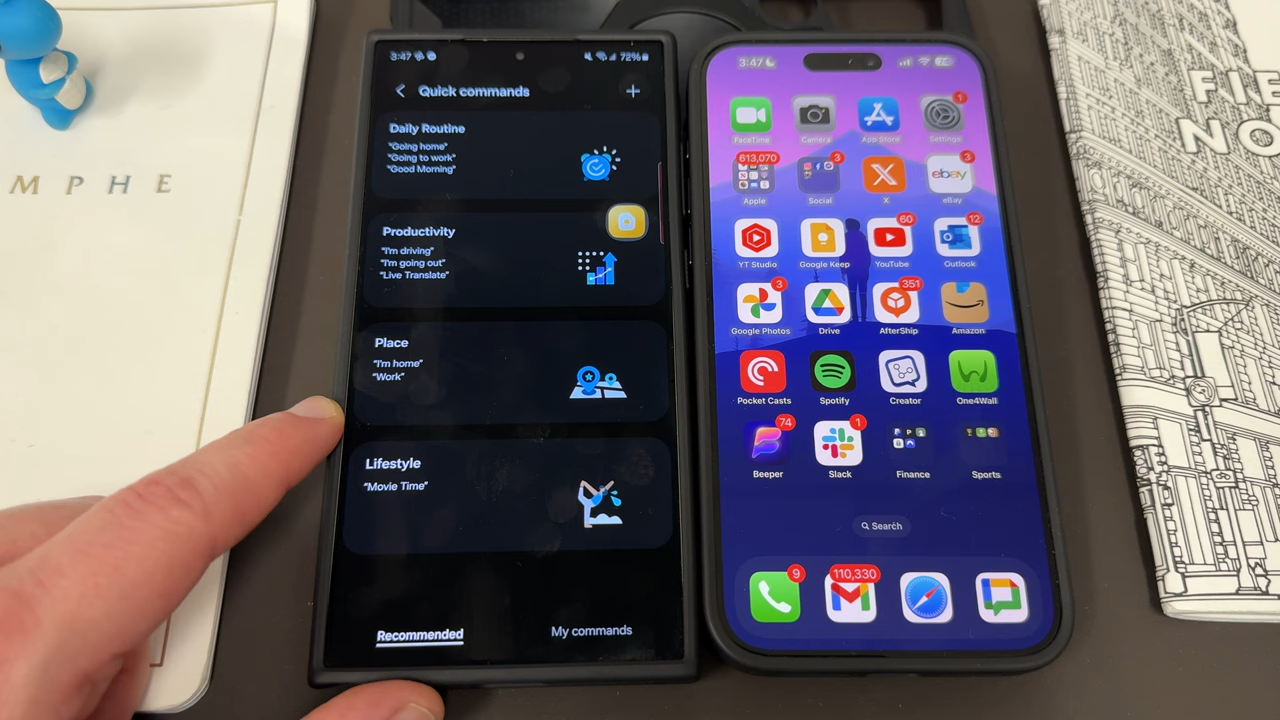 MPHE
3:47
72%
Quick commands
Daily Routine
"Going home"
"Going to work"
"Good Morning"
Productivity
"I'm driving"
"I'm going out"
"Live Translate"
Place
"I'm home"
"Work"
Lifestyle
"Movie Time"
Recommended
My commands
3:47
1
FaceTime
Camera
App Store
Settings
613,070
3
3
Apple
Social
X
eBay
ebay
60
12
YT Studio
Google Keep
YouTube
Outlook
3
351
Google Photos
Drive
AfterShip
Amazon
Pocket Casts
Spotify
Creator
One4Wall
74
1
Beeper
Slack
Finance
Sports
Search
9
110,330
FIE
NO